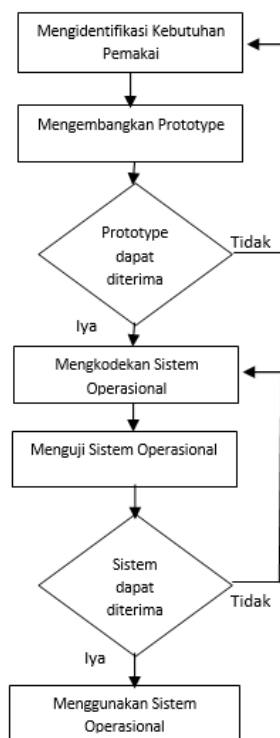 Mengidentifikasi Kebutuhan
Pemakai
Mengembangkan Prototype
Prototype
dapat
diterima
Tidak
Iya
Mengkodekan Sistem
Operasional
Menguji Sistem Operasional
Sistem
dapat
diterima
Tidak
Iya
Menggunakan Sistem
Operasional